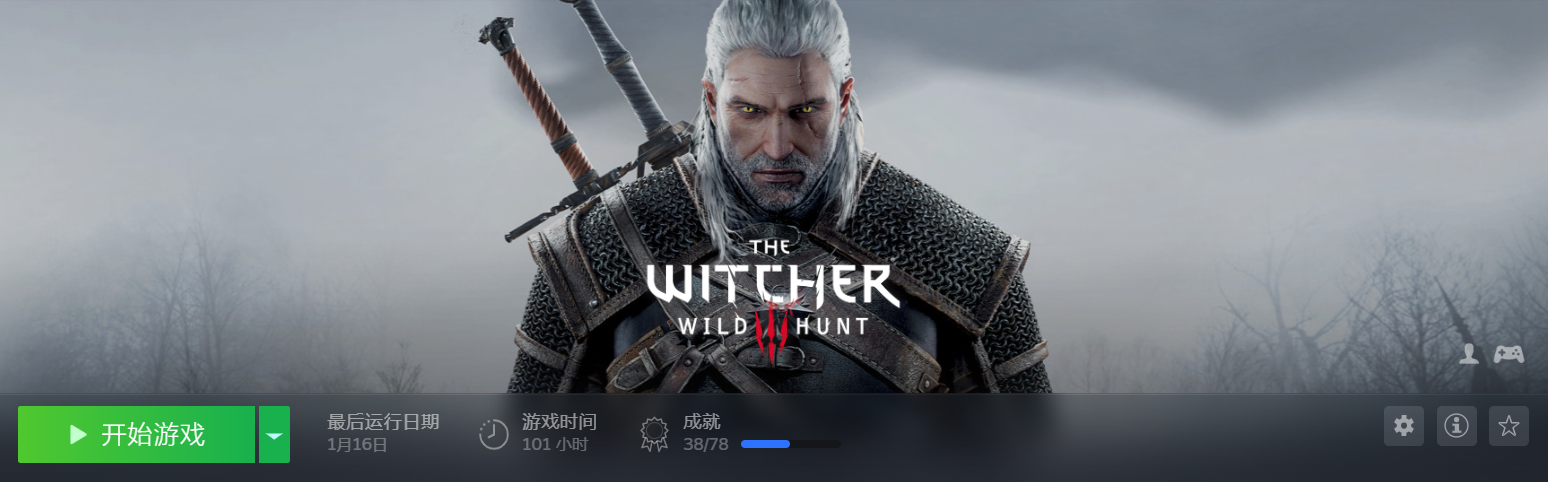 THE
WITCHER
WILD HUNT
开始游戏
最后运行日期
1月16日
游戏时间
101 小时
成就
38/78